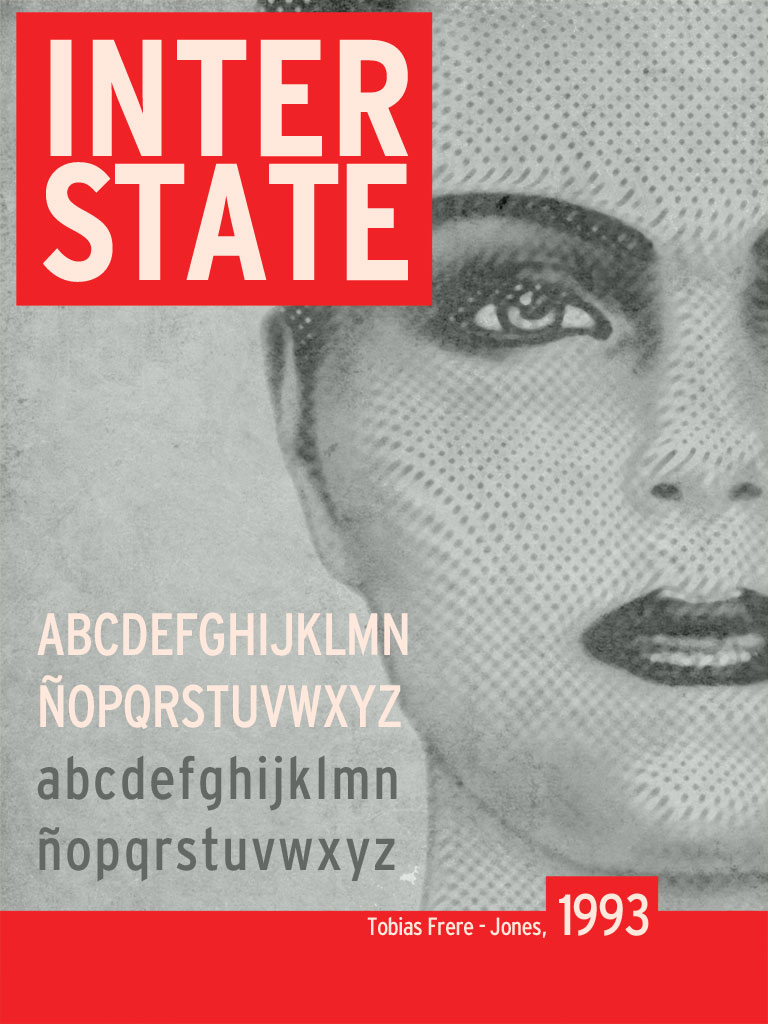 INTER
STATE
ABCDEFGHIJKLMN
ÑOPQRSTUVWXYZ
abcdefghijklmn
ñopqrstuvwxyz
Tobias Frere - Jones, 1993